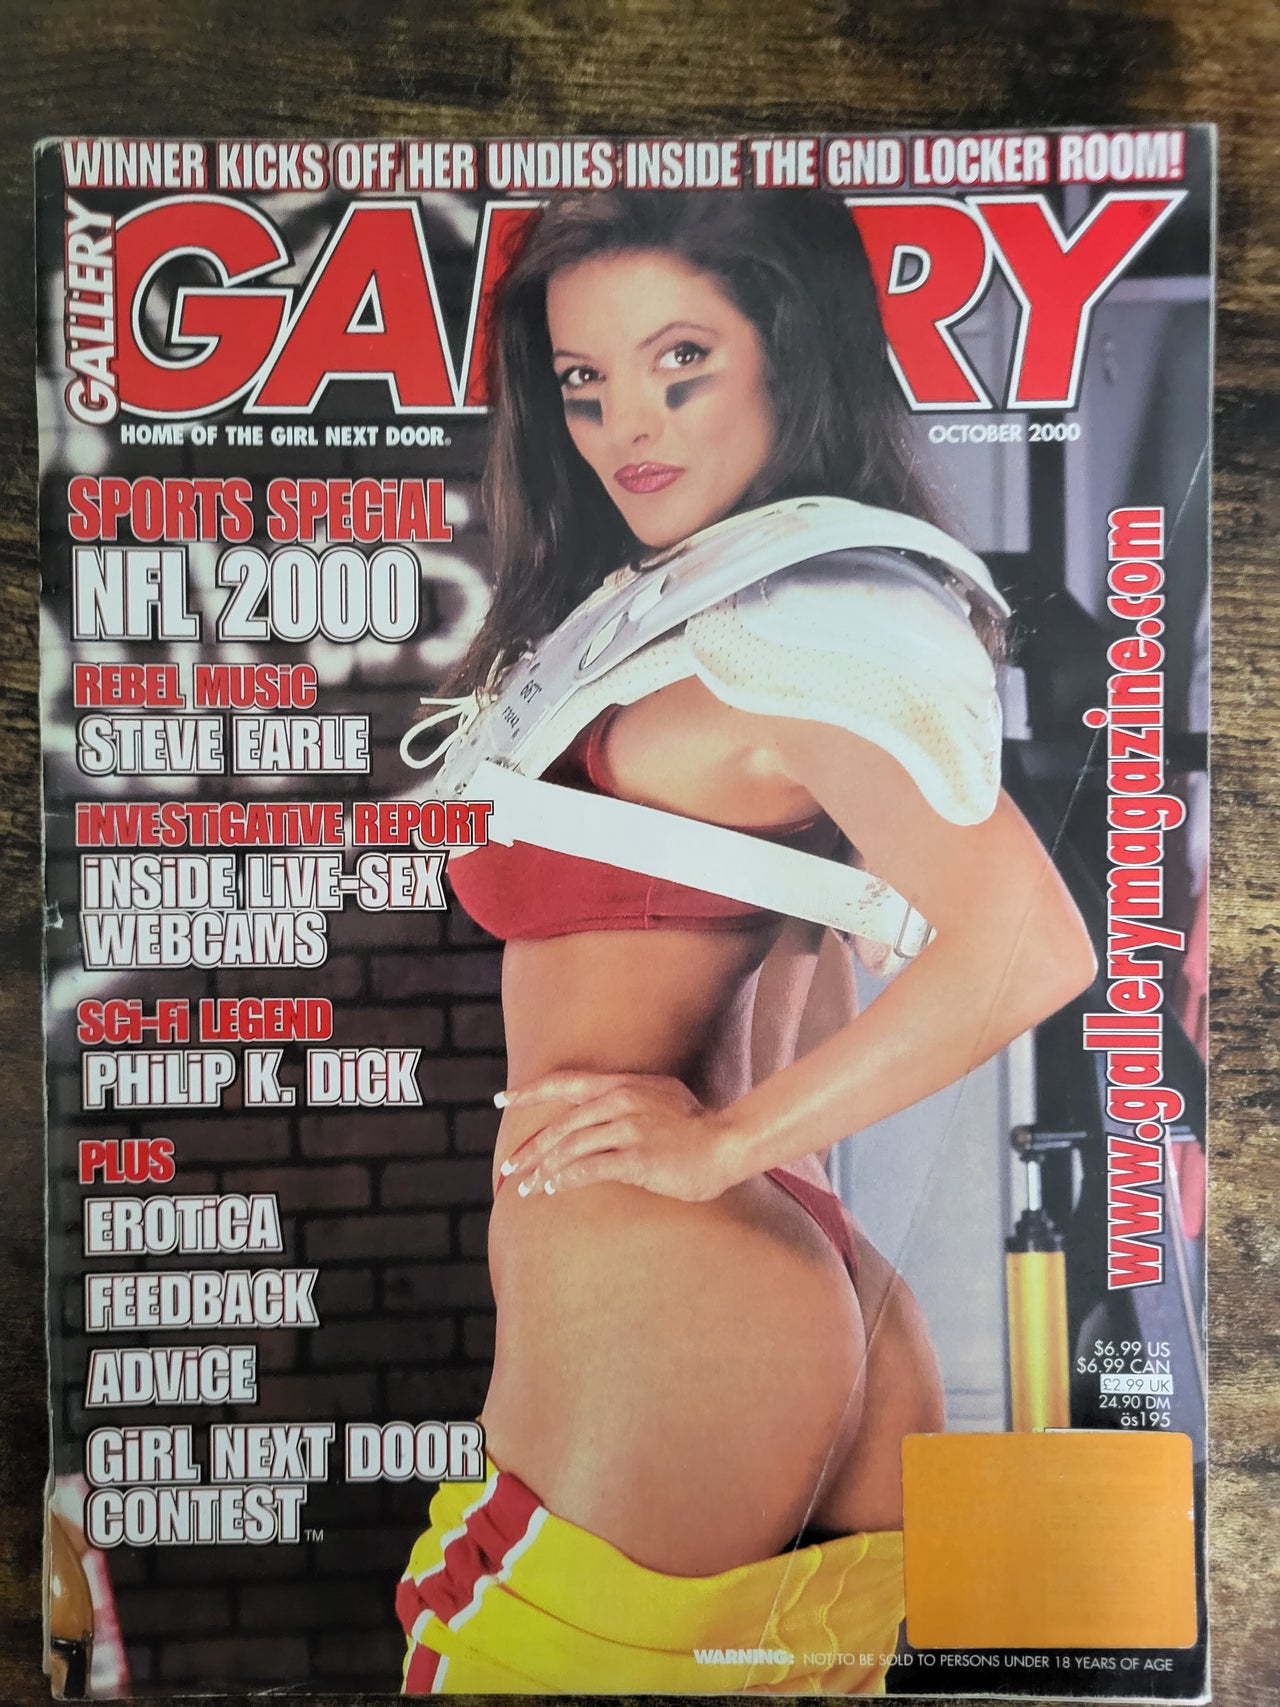 WINNER KICKS OFF HER UNDIES INSIDE THE GND LOCKER ROOM!
GALLERY
GA RY®
HOME OF THE GIRL NEXT DOOR®
OCTOBER 2000
SPORTS SPECiAL
NFL 2000
REBEL MUSiC
STEVE EARLE
iNVESTiGATiVE REPORT
iNSiDE LiVE-SEX
WEBCAMS
SCi-Fi LEGEND
PHiLiP K. DiCK
PLUS
EROTiCA
FEEDBACK
ADViCE
GiRL NEXT DOOR
CONTEST™
www.gallerymagazine.com
$6.99 US
$6.99 CAN
£2.99 UK
24.90 DM
ös195
WARNING: NOT TO BE SOLD TO PERSONS UNDER 18 YEARS OF AGE